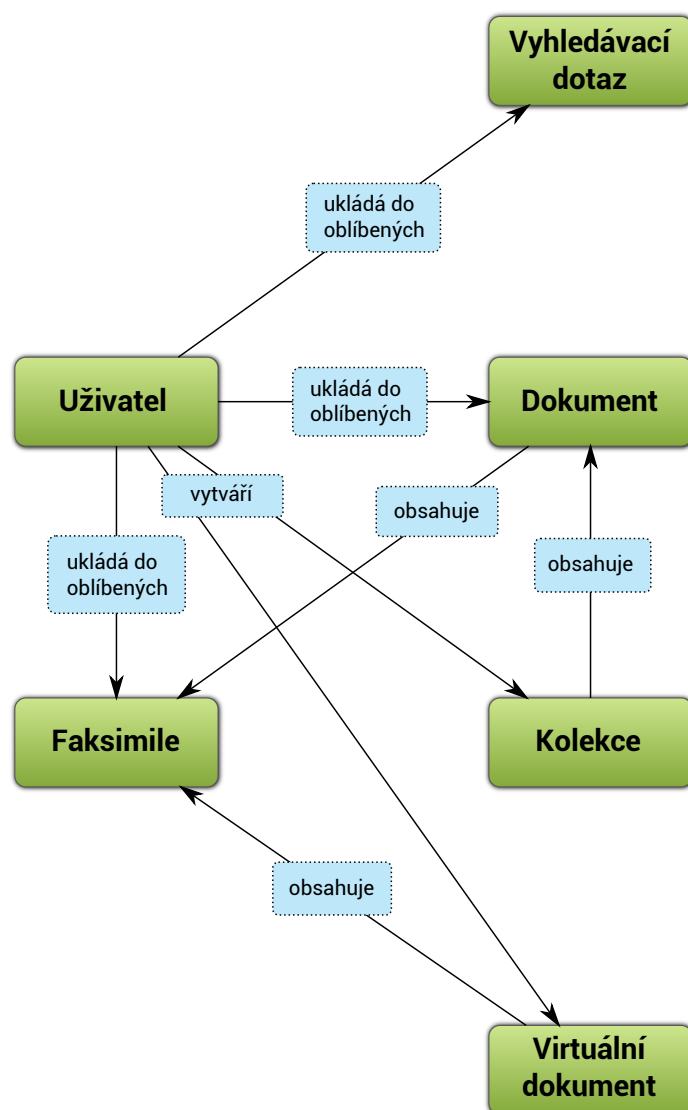 Vyhledávací
dotaz
ukládá do
oblíbených
Uživatel
ukládá do
oblíbených
Dokument
vytváří
obsahuje
ukládá do
oblíbených
obsahuje
Faksimile
Kolekce
obsahuje
Virtuální
dokument